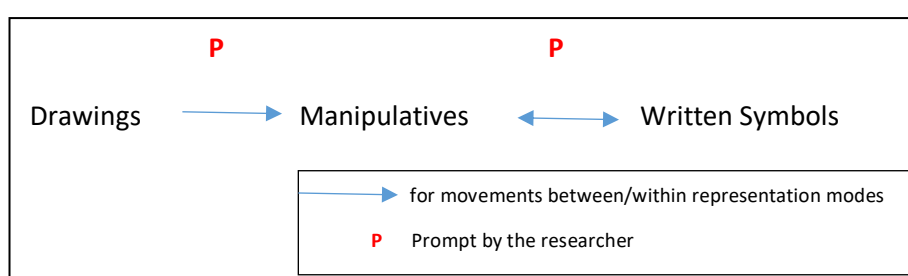 P P
Drawings Manipulatives Written Symbols
for movements between/within representation modes
P Prompt by the researcher